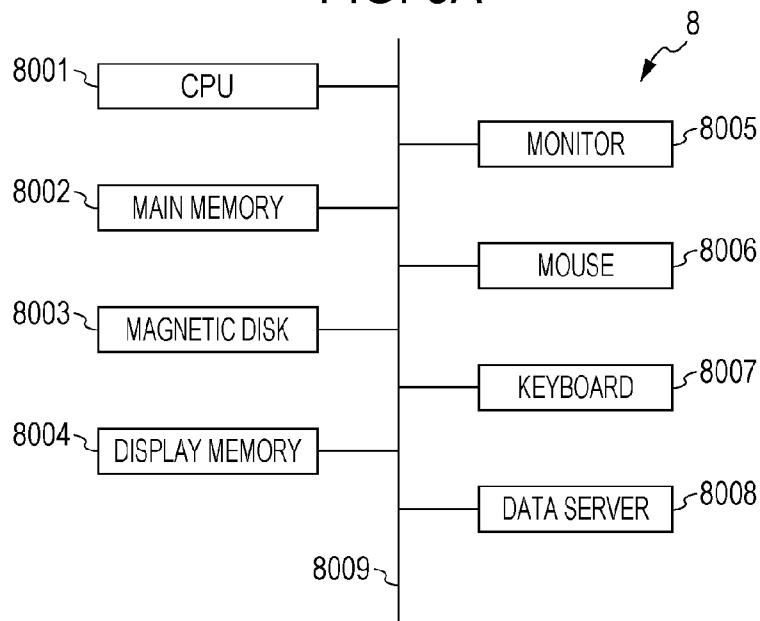 8
8001
CPU
MONITOR
8005
8002
MAIN MEMORY
MOUSE
8006
8003
MAGNETIC DISK
KEYBOARD
8007
8004
DISPLAY MEMORY
DATA SERVER
8008
8009